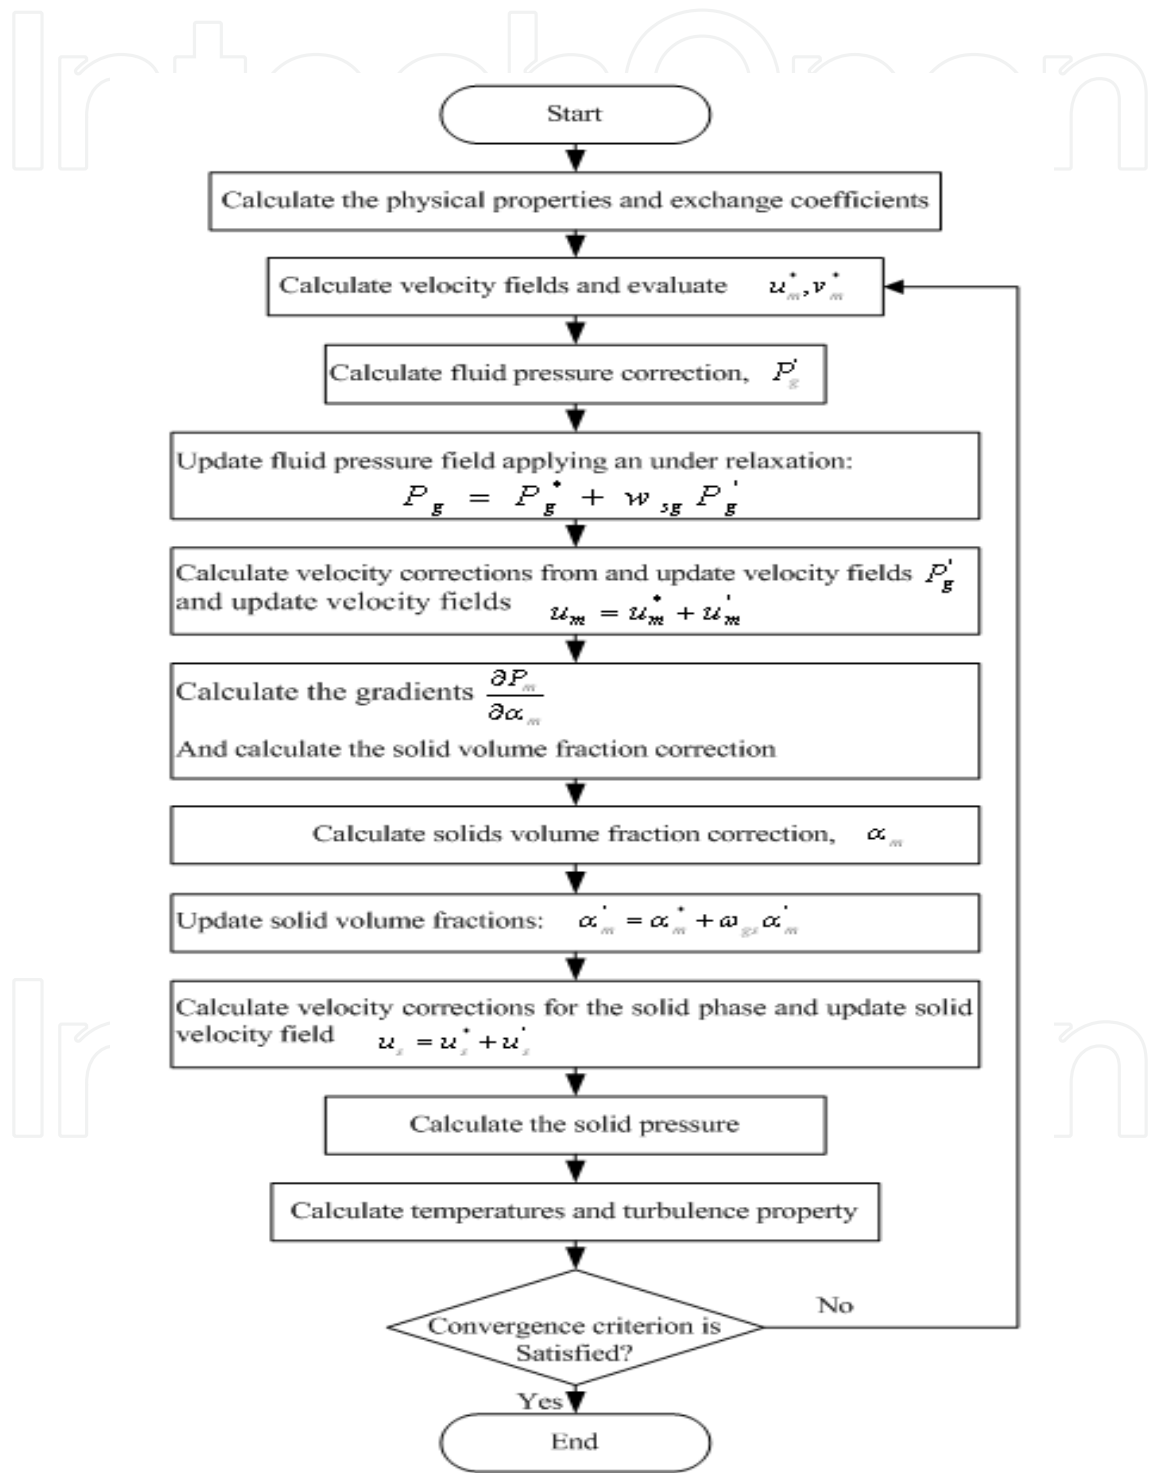 IntechOpen
Start
Calculate the physical properties and exchange coefficients
Calculate velocity fields and evaluate u*m, v*m
Calculate fluid pressure correction, P'g
Update fluid pressure field applying an under relaxation:
Pg = Pg* + wsg Pg'
Calculate velocity corrections from and update velocity fields P'g
and update velocity fields um = u*m + u'm
Calculate the gradients ∂Pm/∂αm
And calculate the solid volume fraction correction
Calculate solids volume fraction correction, αm
Update solid volume fractions: α'm = α*m + ωgs α'm
Calculate velocity corrections for the solid phase and update solid
velocity field us = u*s + u's
Calculate the solid pressure
Calculate temperatures and turbulence property
No
Convergence criterion is
Satisfied?
Yes
End